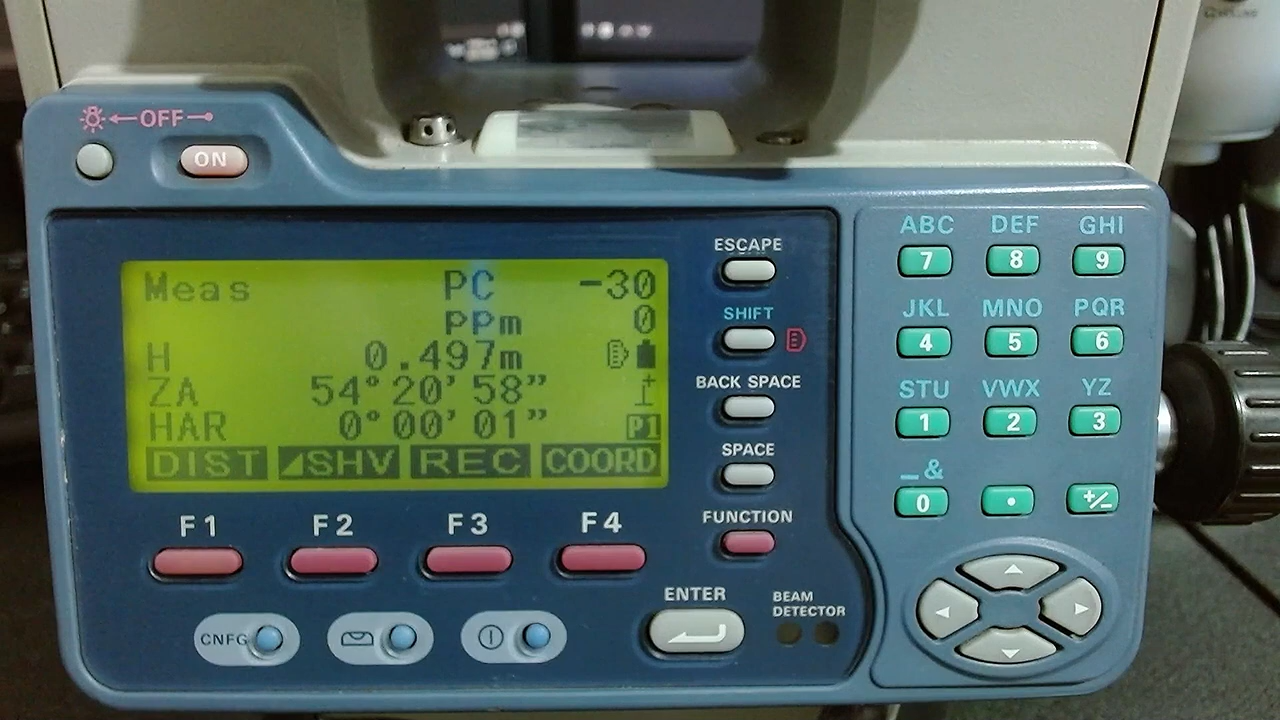 ←OFF
ON
Meas PC -30
ppm 0
H 0.497m
ZA 54°20'58"
HAR 0°00'01" P1
DIST ◢SHV REC COORD
F1 F2 F3 F4
CNFG
ESCAPE
SHIFT
BACK SPACE
SPACE
FUNCTION
ENTER
BEAM
DETECTOR
ABC DEF GHI
7 8 9
JKL MNO PQR
4 5 6
STU VWX YZ
1 2 3
_&
0 . +/-